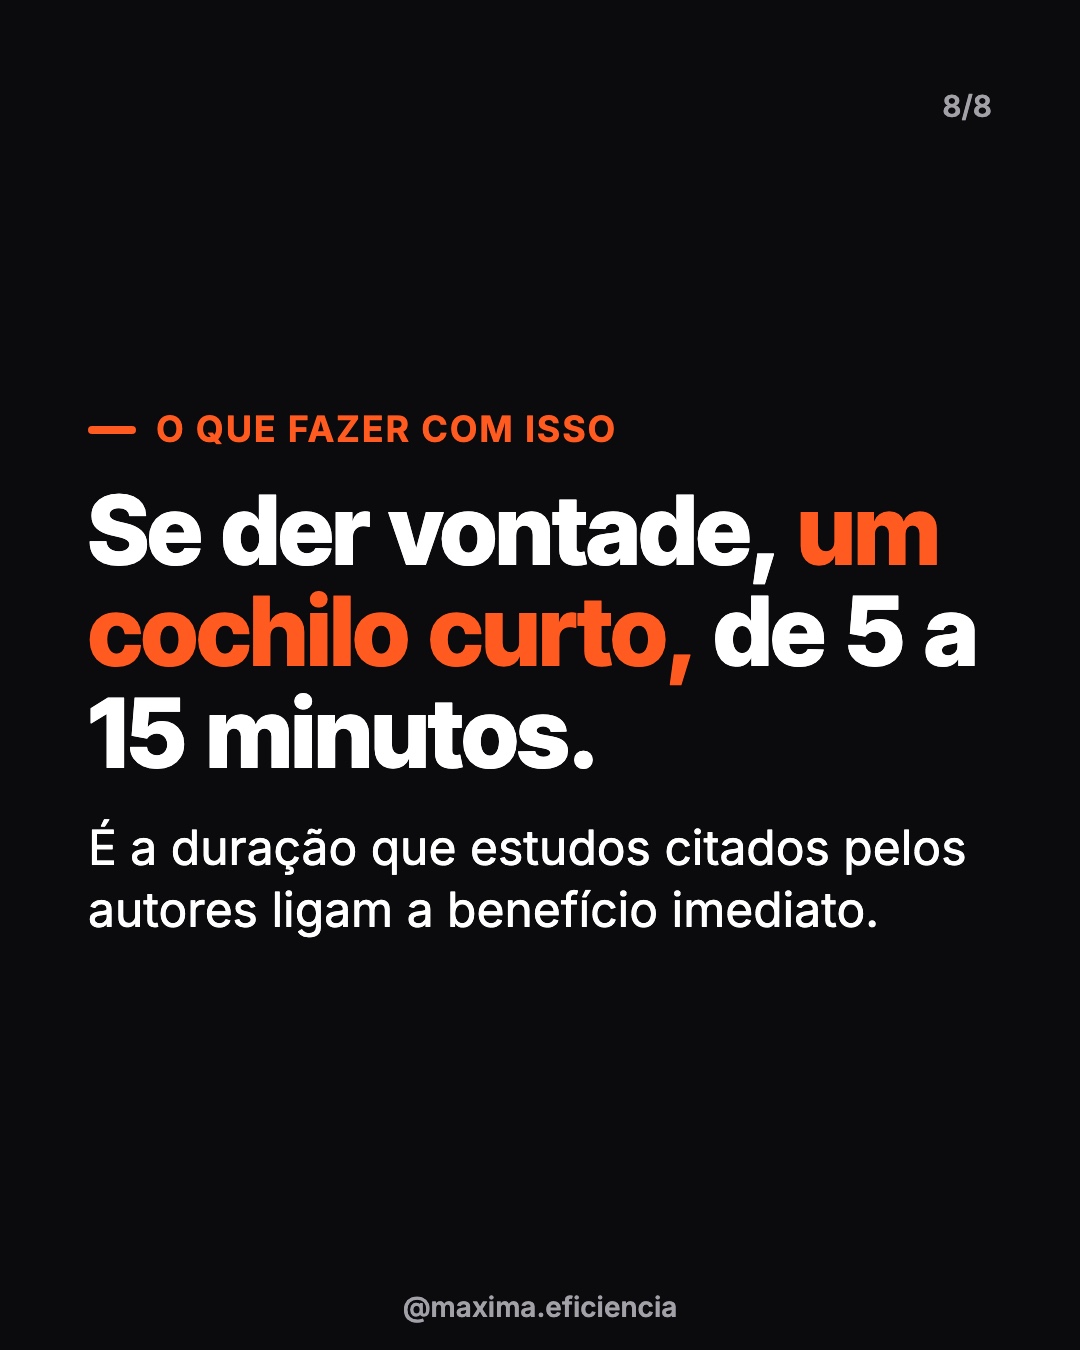 8/8
O QUE FAZER COM ISSO
Se der vontade, um
cochilo curto, de 5 a
15 minutos.
É a duração que estudos citados pelos
autores ligam a benefício imediato.
@maxima.eficiencia